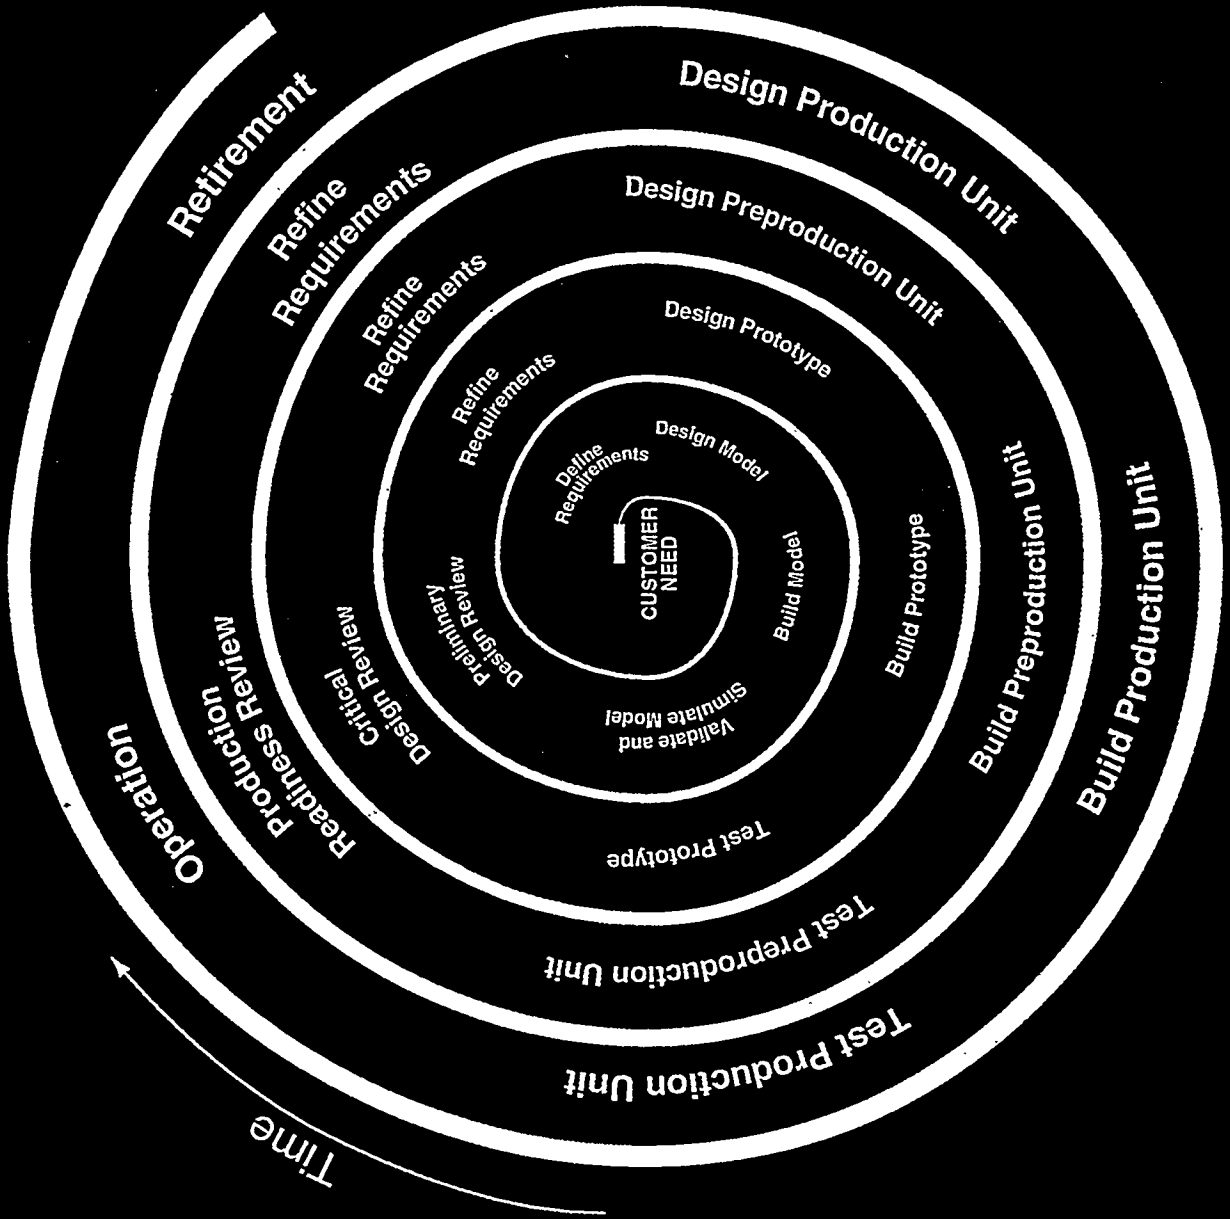 CUSTOMER
NEED
Define
Requirements
Design Model
Build Model
Validate and
Simulate Model
Preliminary
Design Review
Refine
Requirements
Design Prototype
Build Prototype
Test Prototype
Critical
Design Review
Refine
Requirements
Design Preproduction Unit
Build Preproduction Unit
Test Preproduction Unit
Production
Readiness Review
Refine
Requirements
Design Production Unit
Build Production Unit
Test Production Unit
Operation
Retirement
Time